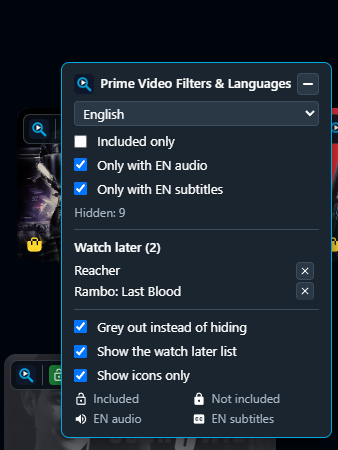 Prime Video Filters & Languages
English
Included only
Only with EN audio
Only with EN subtitles
Hidden: 9
Watch later (2)
Reacher
Rambo: Last Blood
Grey out instead of hiding
Show the watch later list
Show icons only
Included
Not included
EN audio
CC EN subtitles